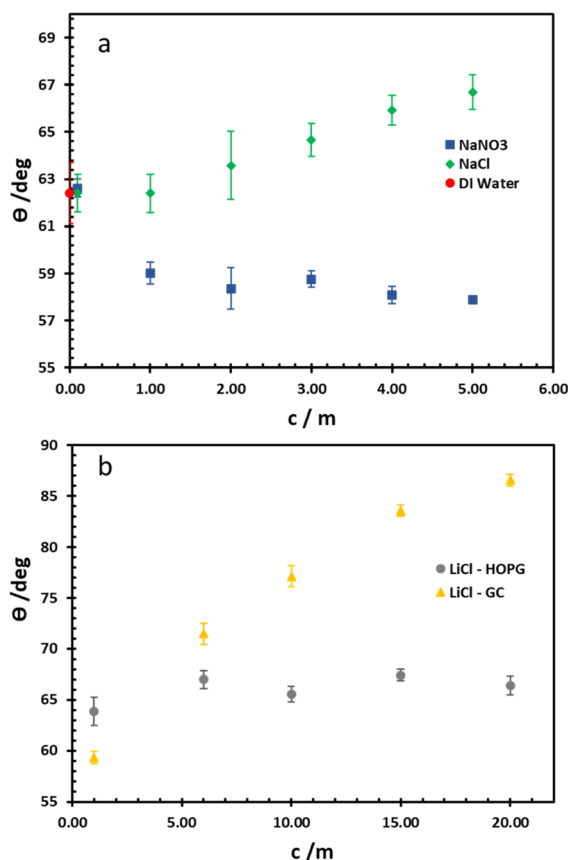 a
69
67
65
63
61
59
57
55
Θ /deg
NaNO3
NaCl
DI Water
0.00 1.00 2.00 3.00 4.00 5.00 6.00
c / m
b
90
85
80
75
70
65
60
55
Θ /deg
LiCl - HOPG
LiCl - GC
0.00 5.00 10.00 15.00 20.00
c / m